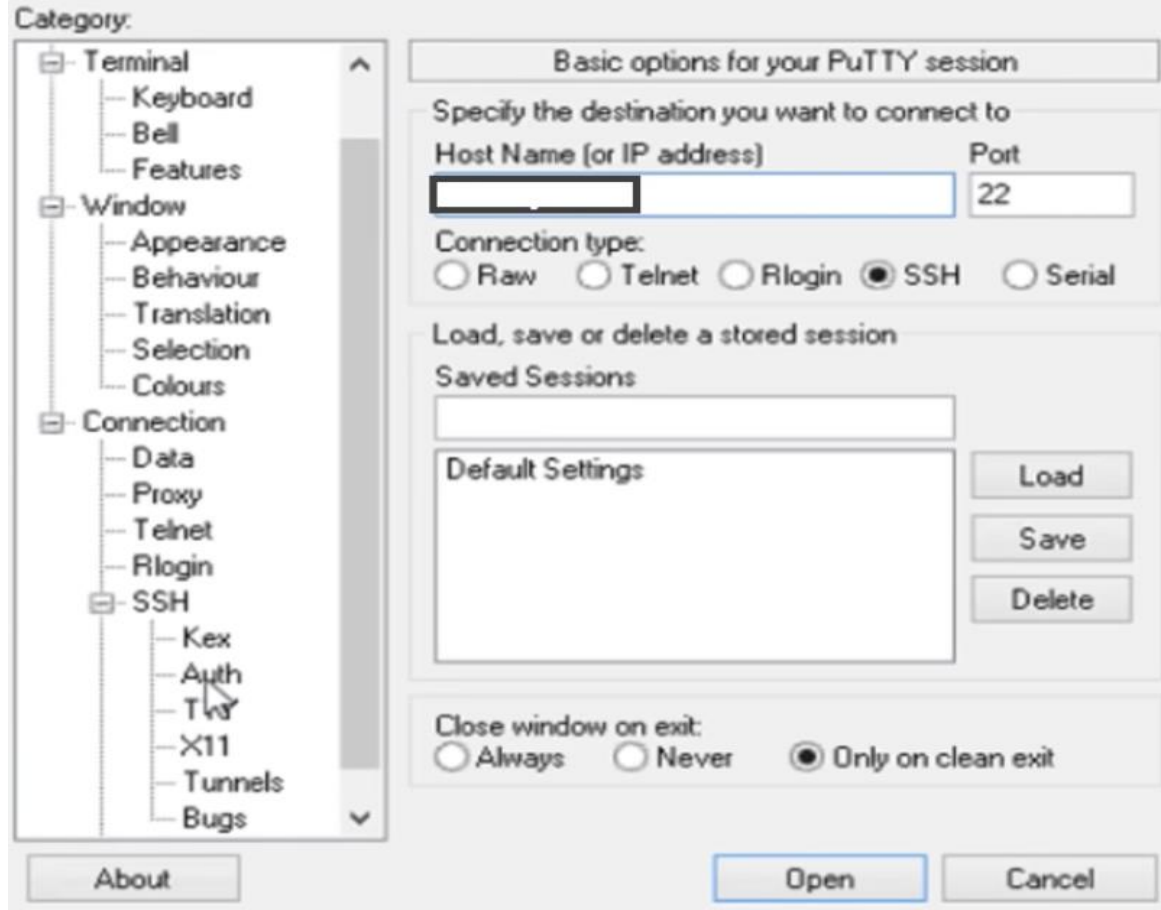 Category:
Terminal
Keyboard
Bell
Features
Window
Appearance
Behaviour
Translation
Selection
Colours
Connection
Data
Proxy
Telnet
Rlogin
SSH
Kex
Auth
X11
Tunnels
Bugs
About
Basic options for your PuTTY session
Specify the destination you want to connect to
Host Name (or IP address) Port
22
Connection type:
Raw Telnet Rlogin SSH Serial
Load, save or delete a stored session
Saved Sessions
Default Settings
Load
Save
Delete
Close window on exit:
Always Never Only on clean exit
Open Cancel